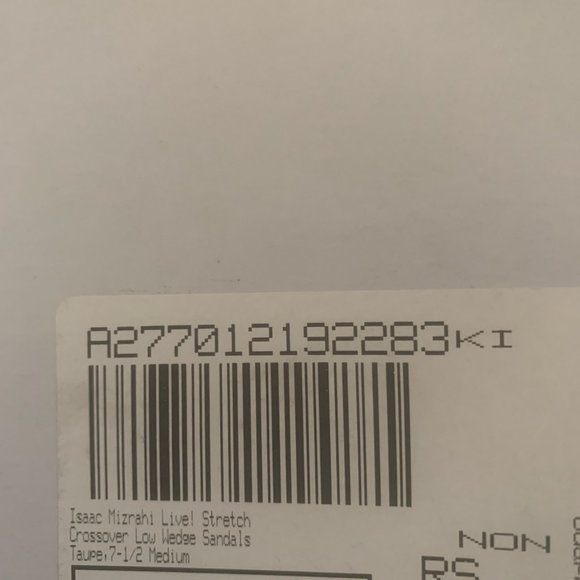 A277012192283KI
Isaac Mizrahi Live! Stretch
Crossover Low Wedge Sandals
Taupe,7-1/2 Medium
NON
RS